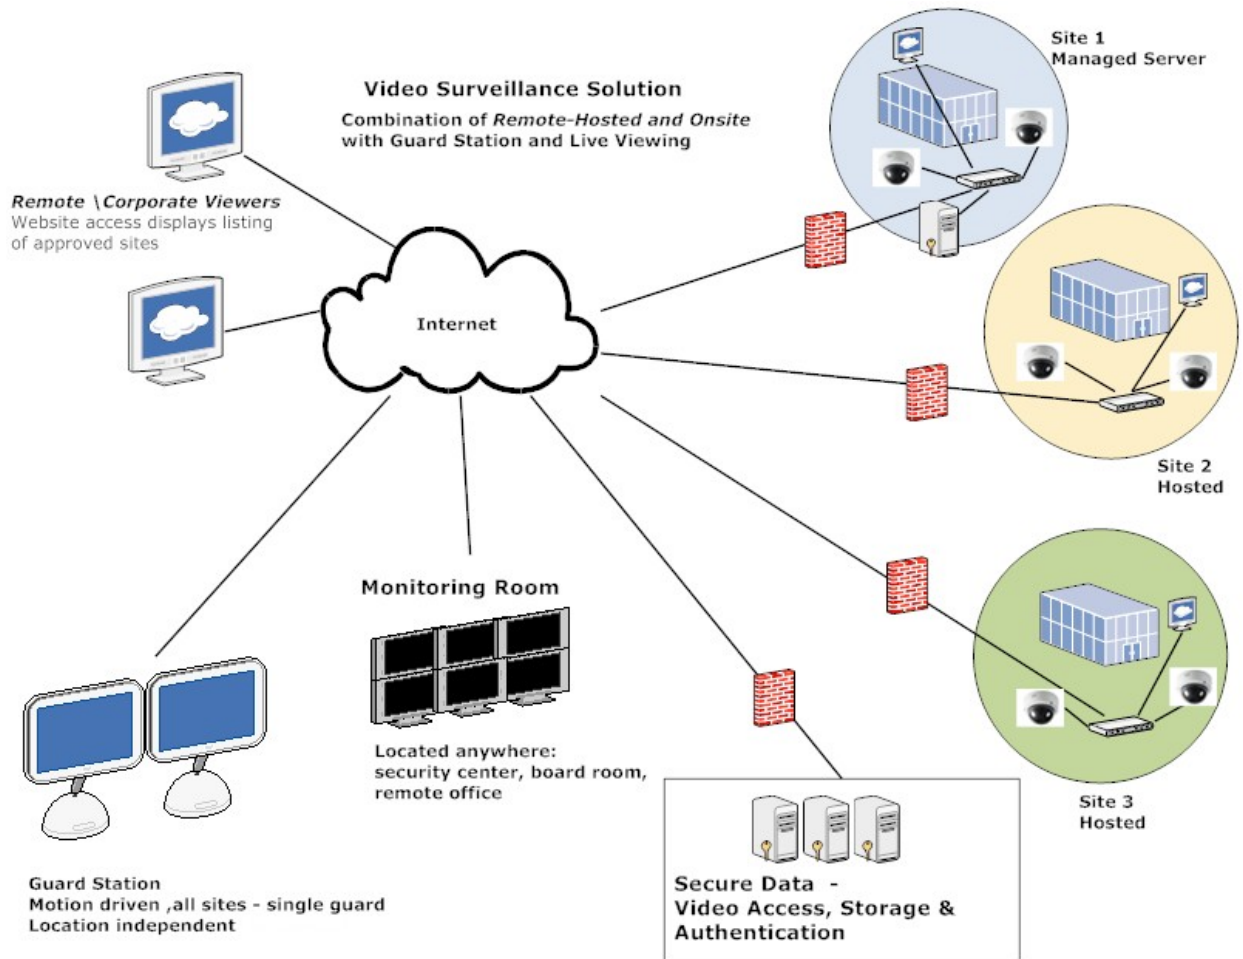 Site 1
Managed Server
Video Surveillance Solution
Combination of Remote-Hosted and Onsite
with Guard Station and Live Viewing
Remote \Corporate Viewers
Website access displays listing
of approved sites
Internet
Site 2
Hosted
Monitoring Room
Located anywhere:
security center, board room,
remote office
Site 3
Hosted
Guard Station
Motion driven ,all sites - single guard
Location independent
Secure Data -
Video Access, Storage &
Authentication